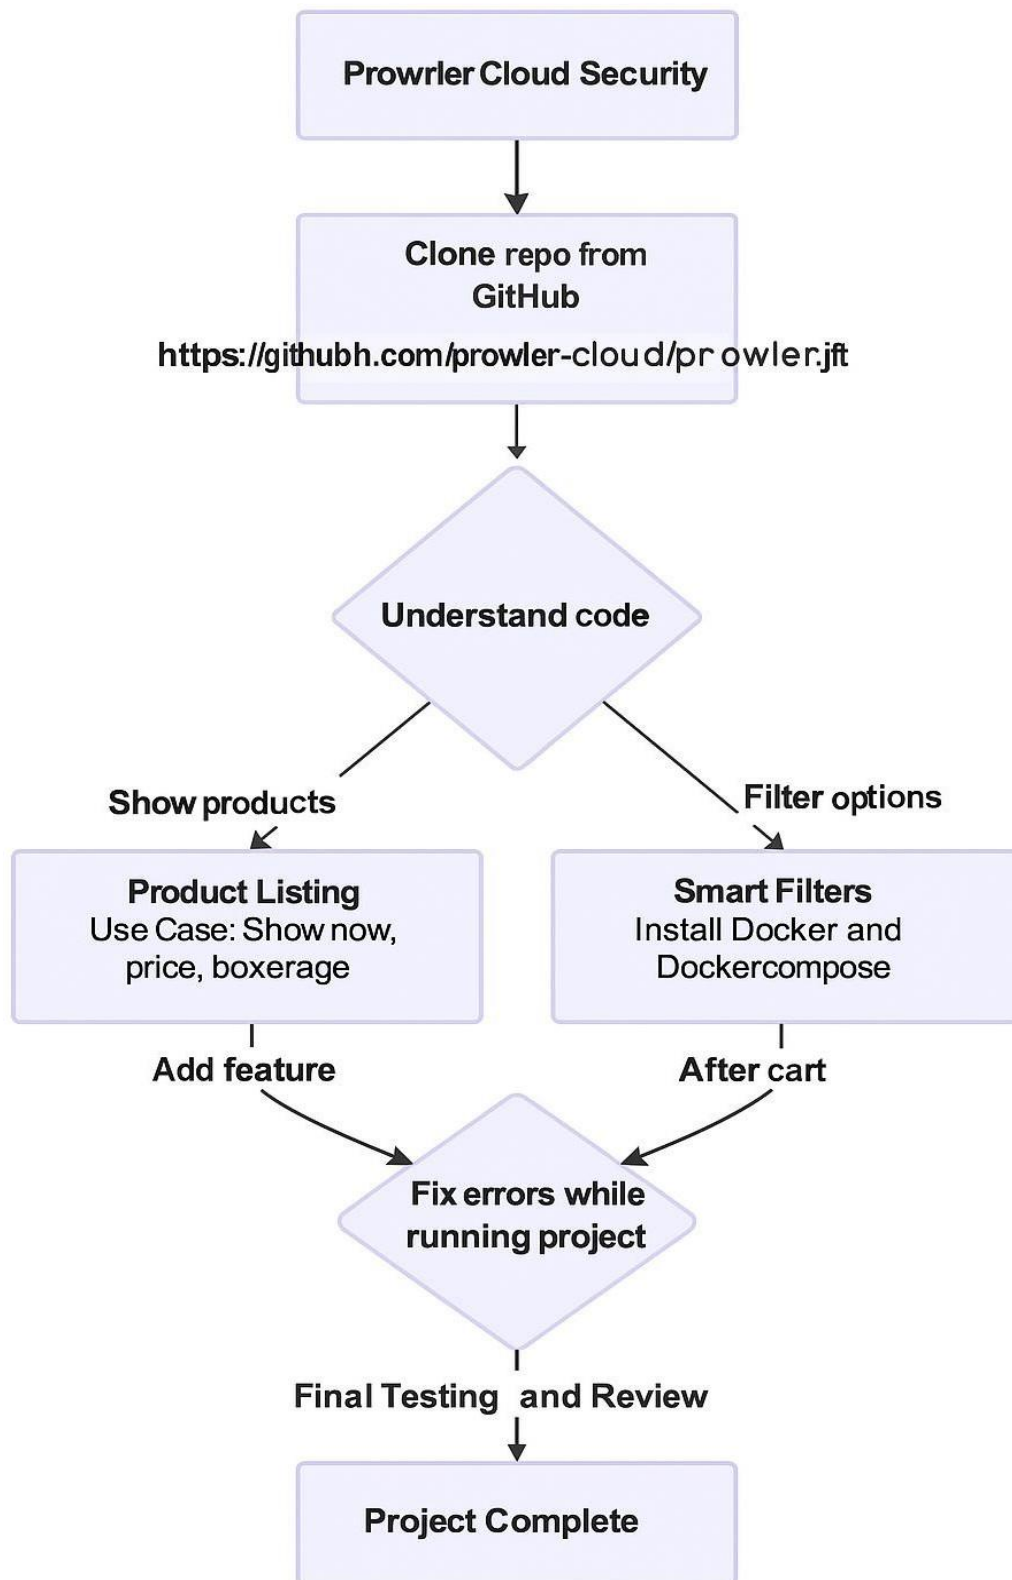 Prowrler Cloud Security
Clone repo from
GitHub
https://githubh.com/prowler-cloud/prowler.jft
Understand code
Show products
Filter options
Product Listing
Use Case: Show now,
price, boxerage
Smart Filters
Install Docker and
Dockercompose
Add feature
After cart
Fix errors while
running project
Final Testing and Review
Project Complete